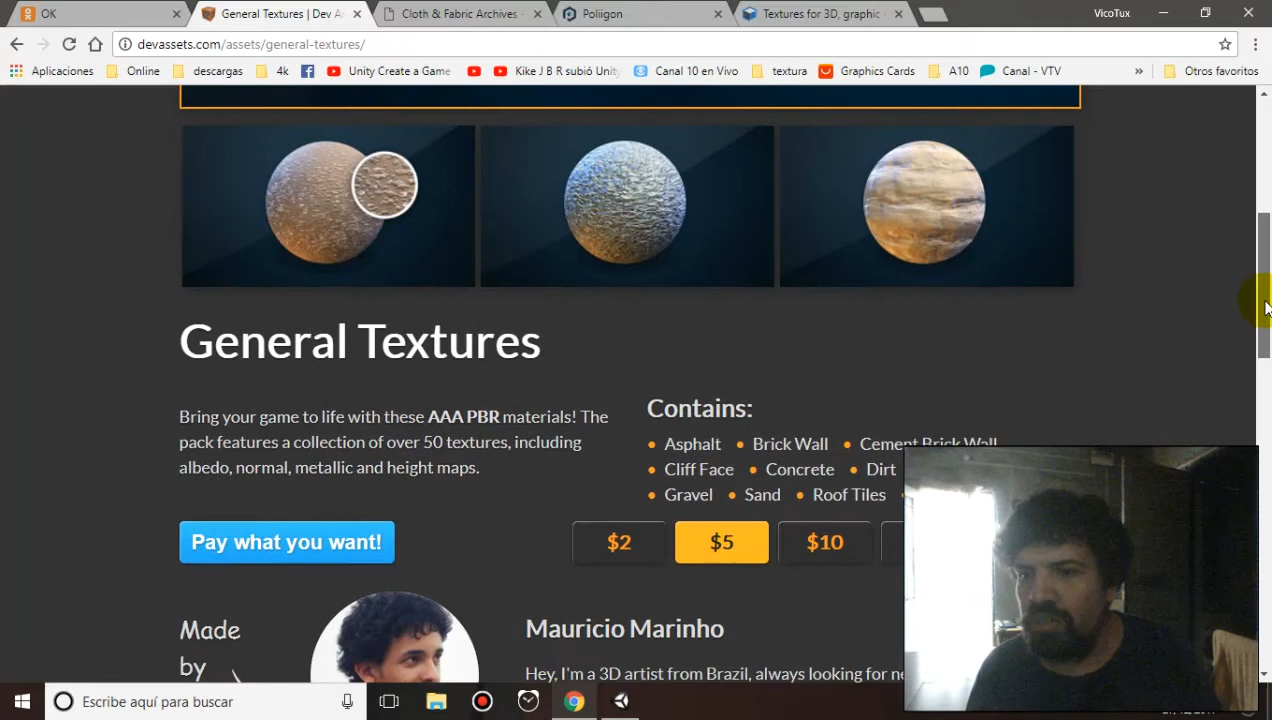 OK
General Textures | Dev A
Cloth & Fabric Archives -
Poliigon
Textures for 3D, graphic
VicoTux
devassets.com/assets/general-textures/
Aplicaciones
Online
descargas
4k
Unity Create a Game
Kike J B R subió Unity
Canal 10 en Vivo
textura
Graphics Cards
A10
Canal - VTV
»
Otros favoritos
General Textures
Bring your game to life with these AAA PBR materials! The
pack features a collection of over 50 textures, including
albedo, normal, metallic and height maps.
Contains:
• Asphalt • Brick Wall • Cement Brick Wall
• Cliff Face • Concrete • Dirt
• Gravel • Sand • Roof Tiles
Pay what you want!
$2
$5
$10
Made
by
Mauricio Marinho
Hey, I'm a 3D artist from Brazil, always looking for
Escribe aquí para buscar